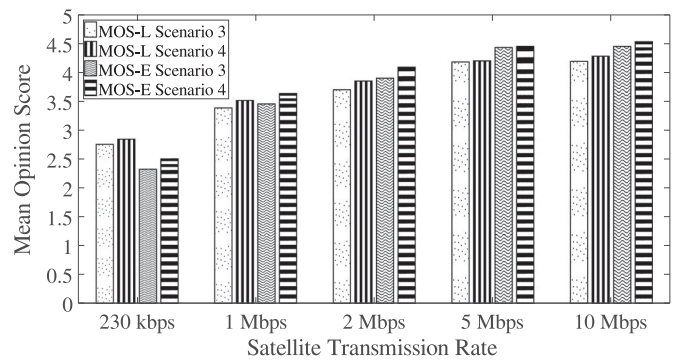 MOS-L Scenario 3
MOS-L Scenario 4
MOS-E Scenario 3
MOS-E Scenario 4
Mean Opinion Score
5
4.5
4
3.5
3
2.5
2
1.5
1
0.5
0
230 kbps 1 Mbps 2 Mbps 5 Mbps 10 Mbps
Satellite Transmission Rate